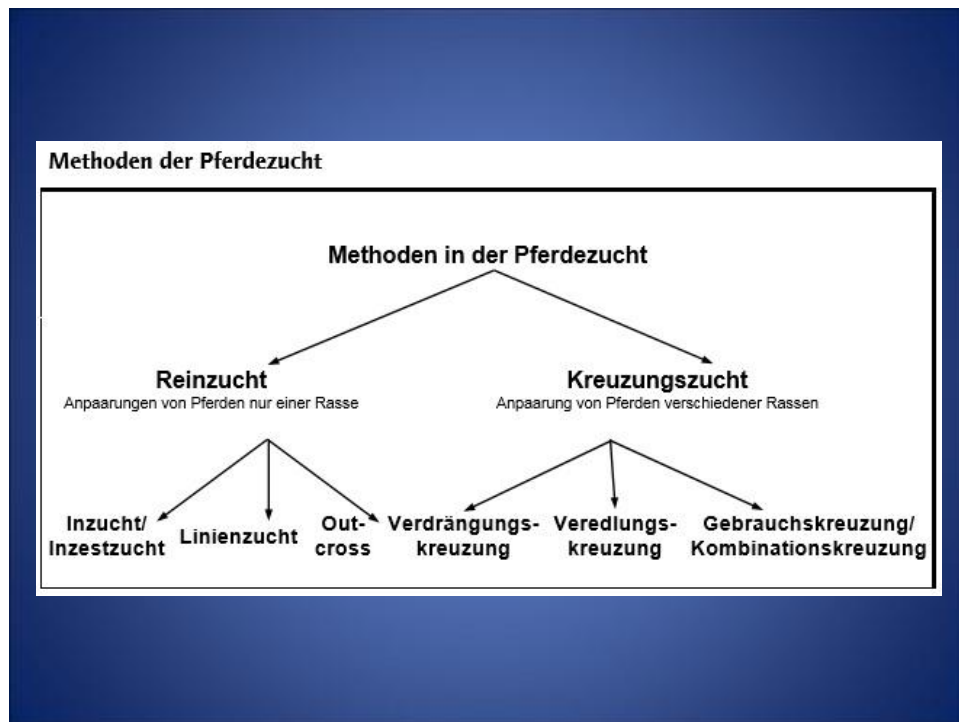 Methoden der Pferdezucht
Methoden in der Pferdezucht
Reinzucht
Anpaarungen von Pferden nur einer Rasse
Kreuzungszucht
Anpaarung von Pferden verschiedener Rassen
Inzucht/
Inzestzucht
Linienzucht
Out-
cross
Verdrängungs-
kreuzung
Veredlungs-
kreuzung
Gebrauchskreuzung/
Kombinationskreuzung